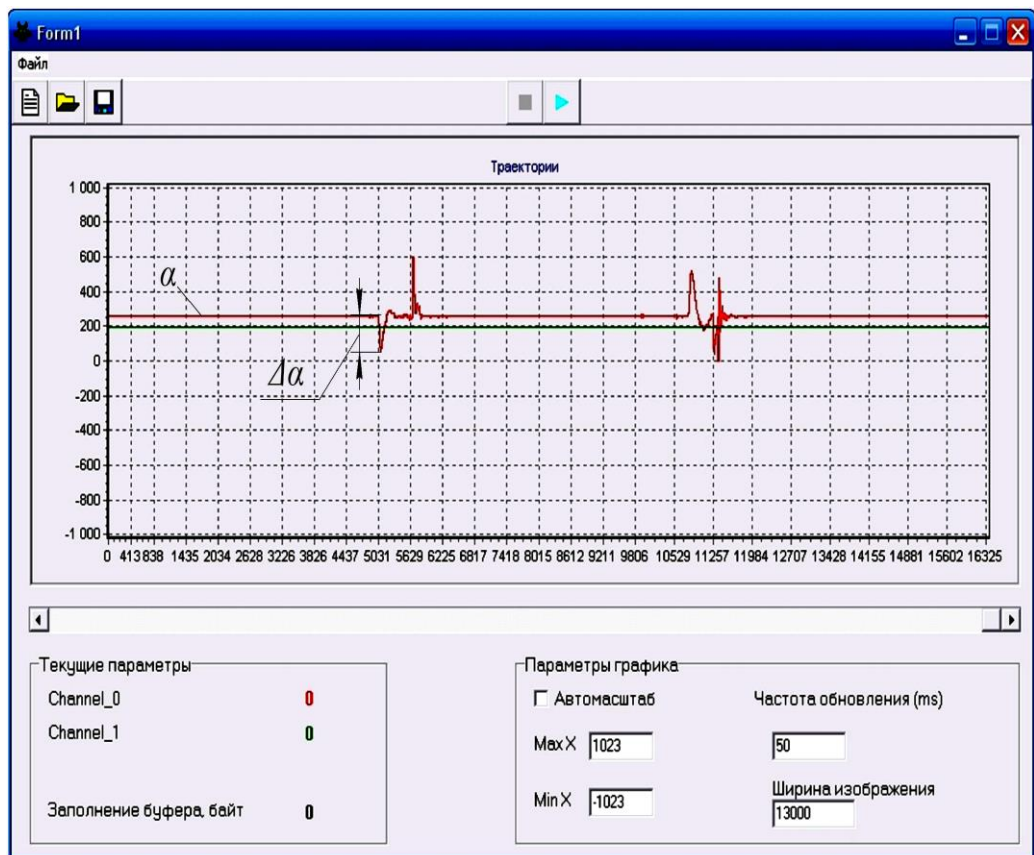 Form1
Файл
Траектории
1 000
800
600
400
200
0
-200
-400
-600
-800
-1 000
α
Δα
0 413 838 1435 2034 2628 3226 3826 4437 5031 5629 6225 6817 7418 8015 8612 9211 9806 10529 11257 11984 12707 13428 14155 14881 15602 16325
Текущие параметры
Channel_0 0
Channel_1 0
Заполнение буфера, байт 0
Параметры графика
Автомасштаб
Частота обновления (ms)
Max X 1023
50
Min X -1023
Ширина изображения
13000